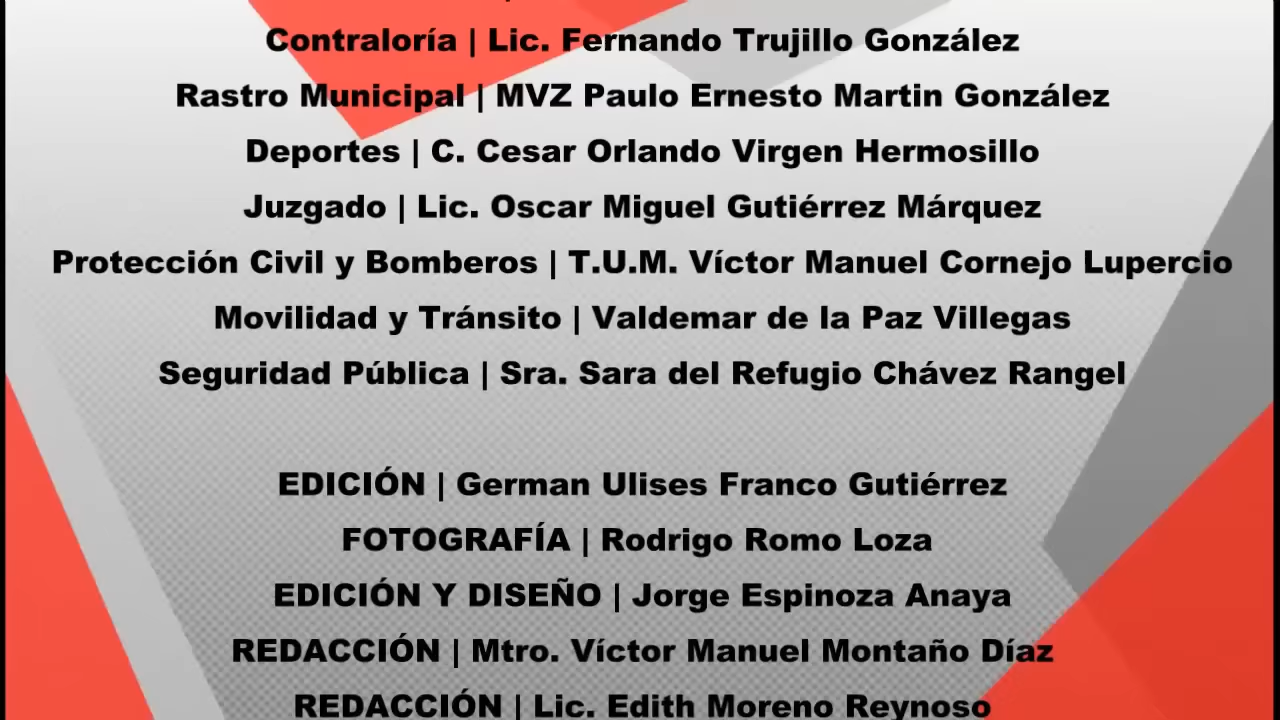 Contraloría | Lic. Fernando Trujillo González
Rastro Municipal | MVZ Paulo Ernesto Martin González
Deportes | C. Cesar Orlando Virgen Hermosillo
Juzgado | Lic. Oscar Miguel Gutiérrez Márquez
Protección Civil y Bomberos | T.U.M. Víctor Manuel Cornejo Lupercio
Movilidad y Tránsito | Valdemar de la Paz Villegas
Seguridad Pública | Sra. Sara del Refugio Chávez Rangel
EDICIÓN | German Ulises Franco Gutiérrez
FOTOGRAFÍA | Rodrigo Romo Loza
EDICIÓN Y DISEÑO | Jorge Espinoza Anaya
REDACCIÓN | Mtro. Víctor Manuel Montaño Díaz
REDACCIÓN | Lic. Edith Moreno Reynoso